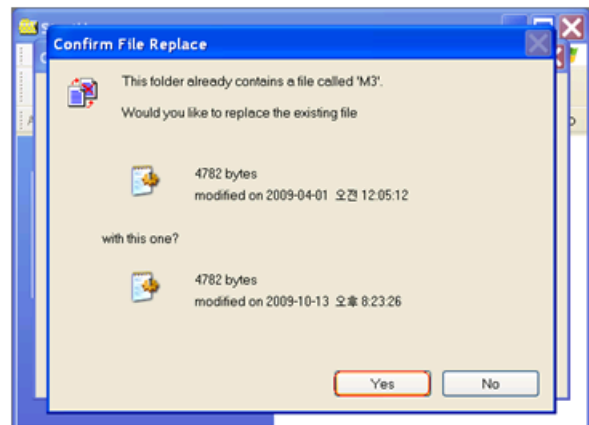 Confirm File Replace
This folder already contains a file called 'M3'.
Would you like to replace the existing file
4782 bytes
modified on 2009-04-01 오전 12:05:12
with this one?
4782 bytes
modified on 2009-10-13 오후 8:23:26
Yes No